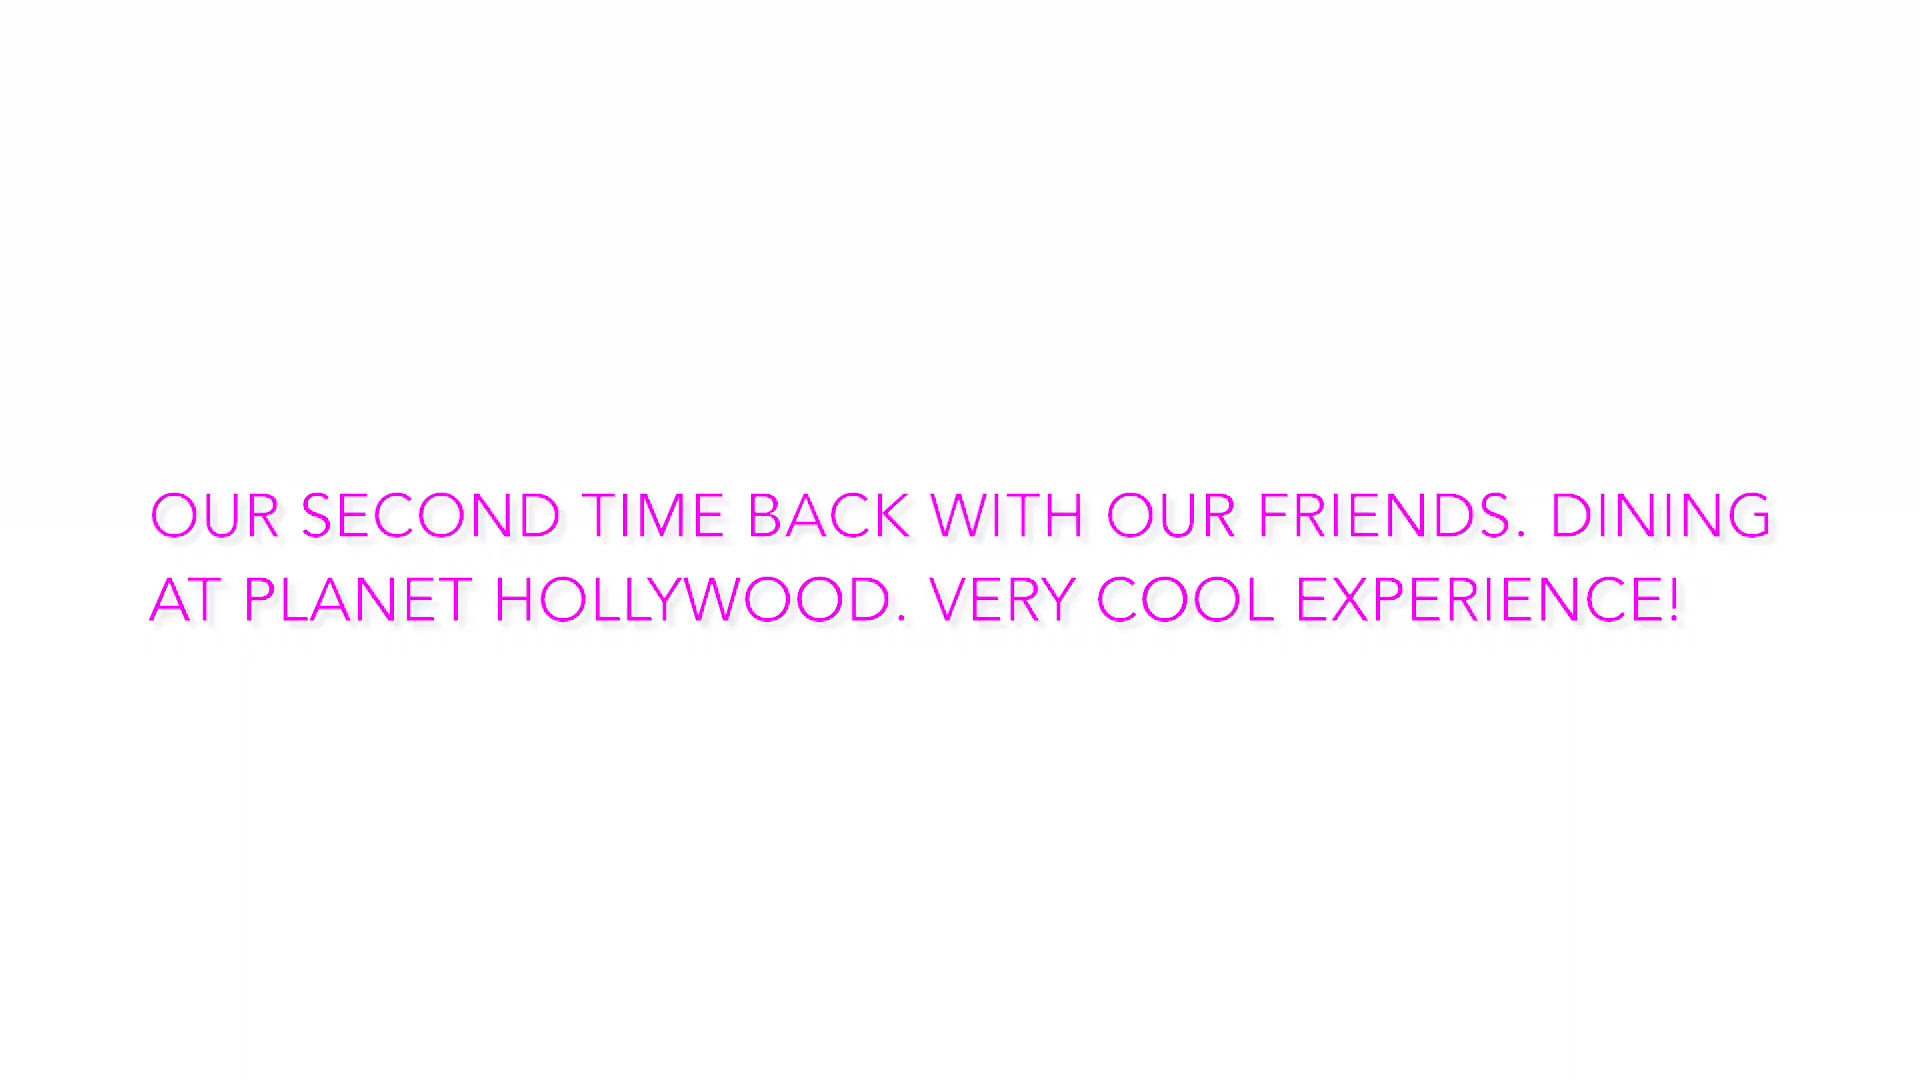 OUR SECOND TIME BACK WITH OUR FRIENDS. DINING
AT PLANET HOLLYWOOD. VERY COOL EXPERIENCE!